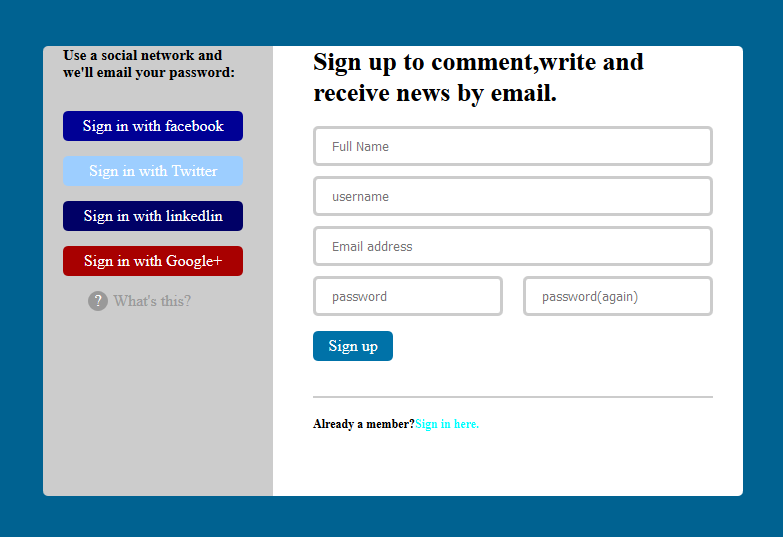 Use a social network and
we'll email your password:
Sign in with facebook
Sign in with Twitter
Sign in with linkedlin
Sign in with Google+
? What's this?
Sign up to comment,write and
receive news by email.
Full Name
username
Email address
password
password(again)
Sign up
Already a member?Sign in here.